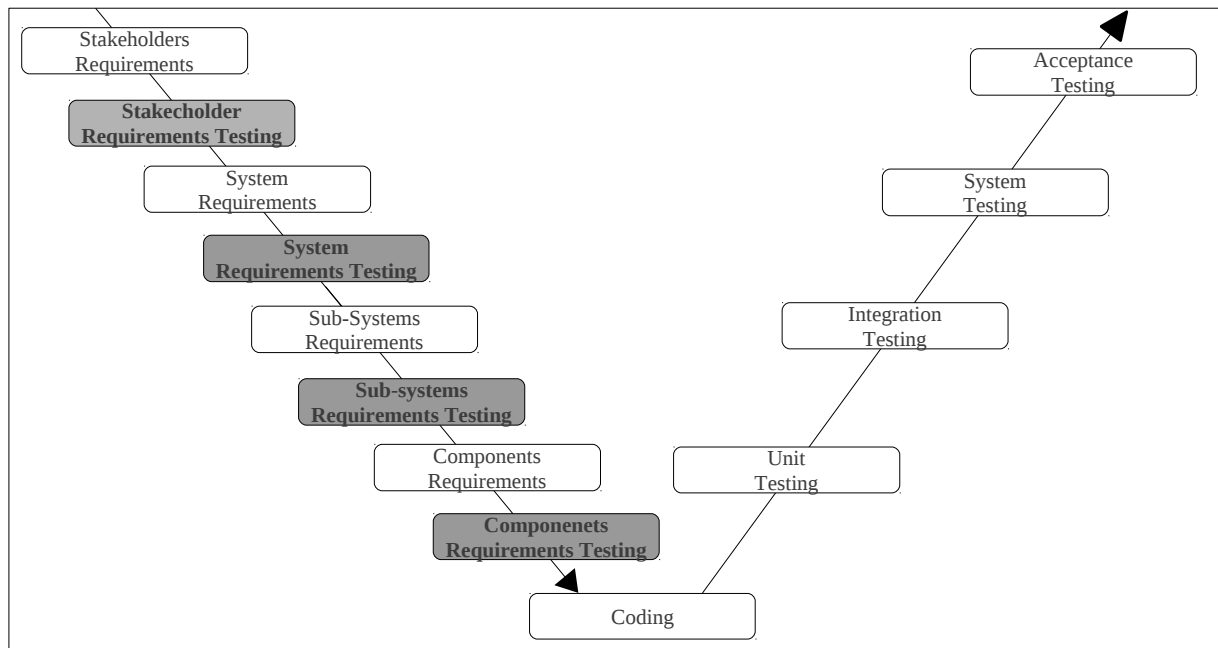 Stakeholders
Requirements
Stakecholder
Requirements Testing
System
Requirements
System
Requirements Testing
Sub-Systems
Requirements
Sub-systems
Requirements Testing
Components
Requirements
Componenets
Requirements Testing
Coding
Unit
Testing
Integration
Testing
System
Testing
Acceptance
Testing